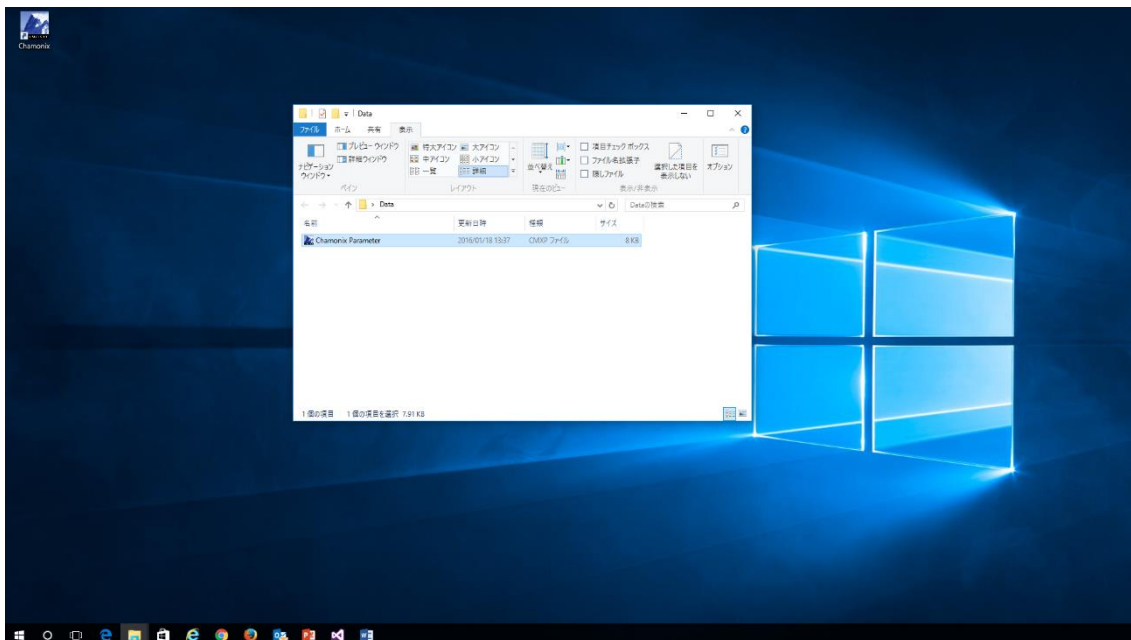 Chamonix
Data
ファイル ホーム 共有 表示
ナビゲーション
ウィンドウ
プレビュー ウィンドウ
詳細ウィンドウ
特大アイコン 大アイコン
中アイコン 小アイコン
一覧 詳細
並べ替え
項目チェック ボックス
ファイル名拡張子
隠しファイル
選択した項目を
表示しない
オプション
ペイン レイアウト 現在のビュー 表示/非表示
Data Dataの検索
名前 更新日時 種類 サイズ
Chamonix Parameter 2016/01/18 13:37 CMXP ファイル 8 KB
1 個の項目 1 個の項目を選択 7.91 KB